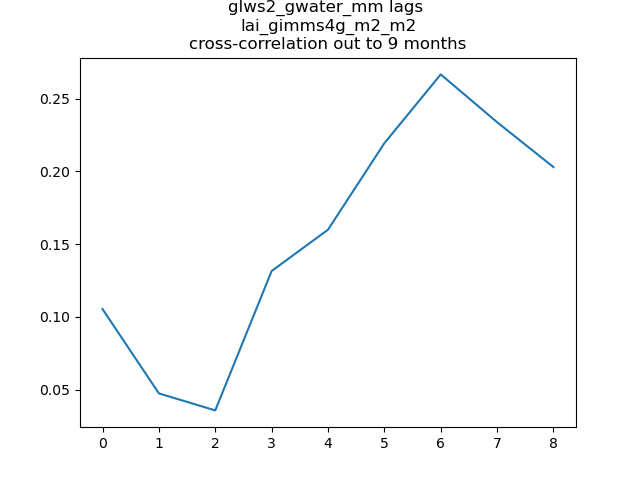 glws2_gwater_mm lags
lai_gimms4g_m2_m2
cross-correlation out to 9 months
0.25
0.20
0.15
0.10
0.05
0 1 2 3 4 5 6 7 8